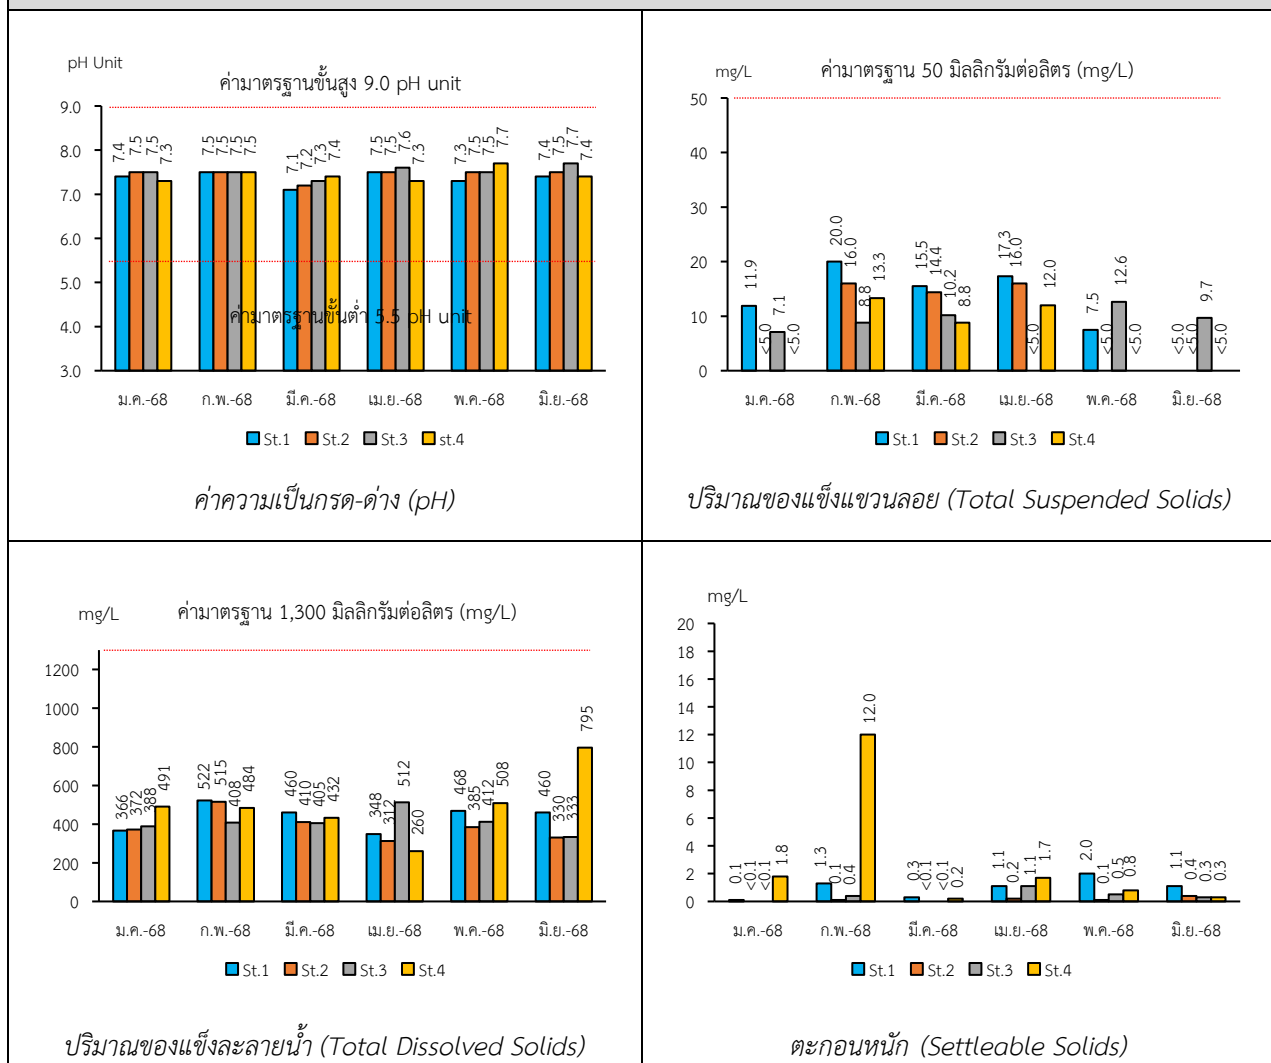 pH Unit
ค่ามาตรฐานขั้นสูง 9.0 pH unit
9.0
8.0
7.0
6.0
5.0
4.0
3.0
7.4 7.5 7.5 7.3
7.5 7.5 7.5 7.5
7.1 7.2 7.3 7.4
7.5 7.5 7.6 7.3
7.3 7.5 7.5 7.7
7.4 7.5 7.7 7.4
ค่ามาตรฐานขั้นต่ำ 5.5 pH unit
ม.ค.-68 ก.พ.-68 มี.ค.-68 เม.ย.-68 พ.ค.-68 มิ.ย.-68
St.1 St.2 St.3 st.4
ค่าความเป็นกรด-ด่าง (pH)
mg/L
ค่ามาตรฐาน 50 มิลลิกรัมต่อลิตร (mg/L)
50
40
30
20
10
0
11.9 <5.0 7.1 <5.0
20.0 16.0 8.8 13.3
15.5 14.4 10.2 8.8
17.3 16.0 <5.0 12.0
7.5 <5.0 12.6 <5.0
<5.0 <5.0 9.7 <5.0
ม.ค.-68 ก.พ.-68 มี.ค.-68 เม.ย.-68 พ.ค.-68 มิ.ย.-68
St.1 St.2 St.3 St.4
ปริมาณของแข็งแขวนลอย (Total Suspended Solids)
mg/L
ค่ามาตรฐาน 1,300 มิลลิกรัมต่อลิตร (mg/L)
1200
1000
800
600
400
200
0
366 372 388 491
522 515 408 484
460 410 405 432
348 312 512 260
468 385 412 508
460 330 333 795
ม.ค.-68 ก.พ.-68 มี.ค.-68 เม.ย.-68 พ.ค.-68 มิ.ย.-68
St.1 St.2 St.3 St.4
ปริมาณของแข็งละลายน้ำ (Total Dissolved Solids)
mg/L
20
18
16
14
12
10
8
6
4
2
0
0.1 <0.1 <0.1 1.8
1.3 0.1 0.4 12.0
0.3 <0.1 <0.1 0.2
1.1 0.2 1.1 1.7
2.0 0.1 0.5 0.8
1.1 0.4 0.3 0.3
ม.ค.-68 ก.พ.-68 มี.ค.-68 เม.ย.-68 พ.ค.-68 มิ.ย.-68
St.1 St.2 St.3 St.4
ตะกอนหนัก (Settleable Solids)